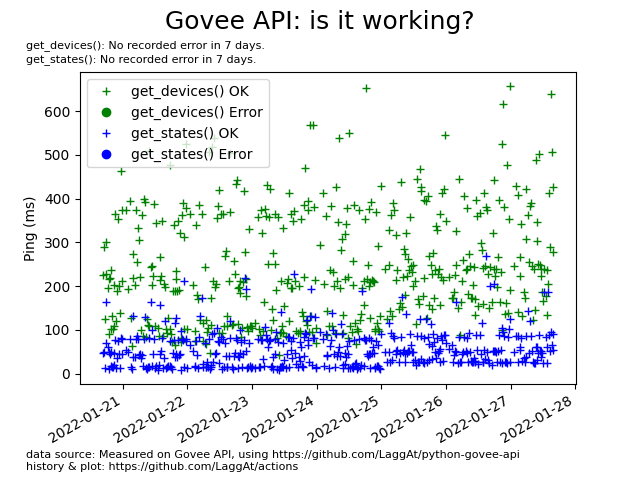 Govee API: is it working?
get_devices(): No recorded error in 7 days.
get_states(): No recorded error in 7 days.
get_devices() OK
get_devices() Error
get_states() OK
get_states() Error
Ping (ms)
600
500
400
300
200
100
0
2022-01-21
2022-01-22
2022-01-23
2022-01-24
2022-01-25
2022-01-26
2022-01-27
2022-01-28
data source: Measured on Govee API, using https://github.com/LaggAt/python-govee-api
history & plot: https://github.com/LaggAt/actions